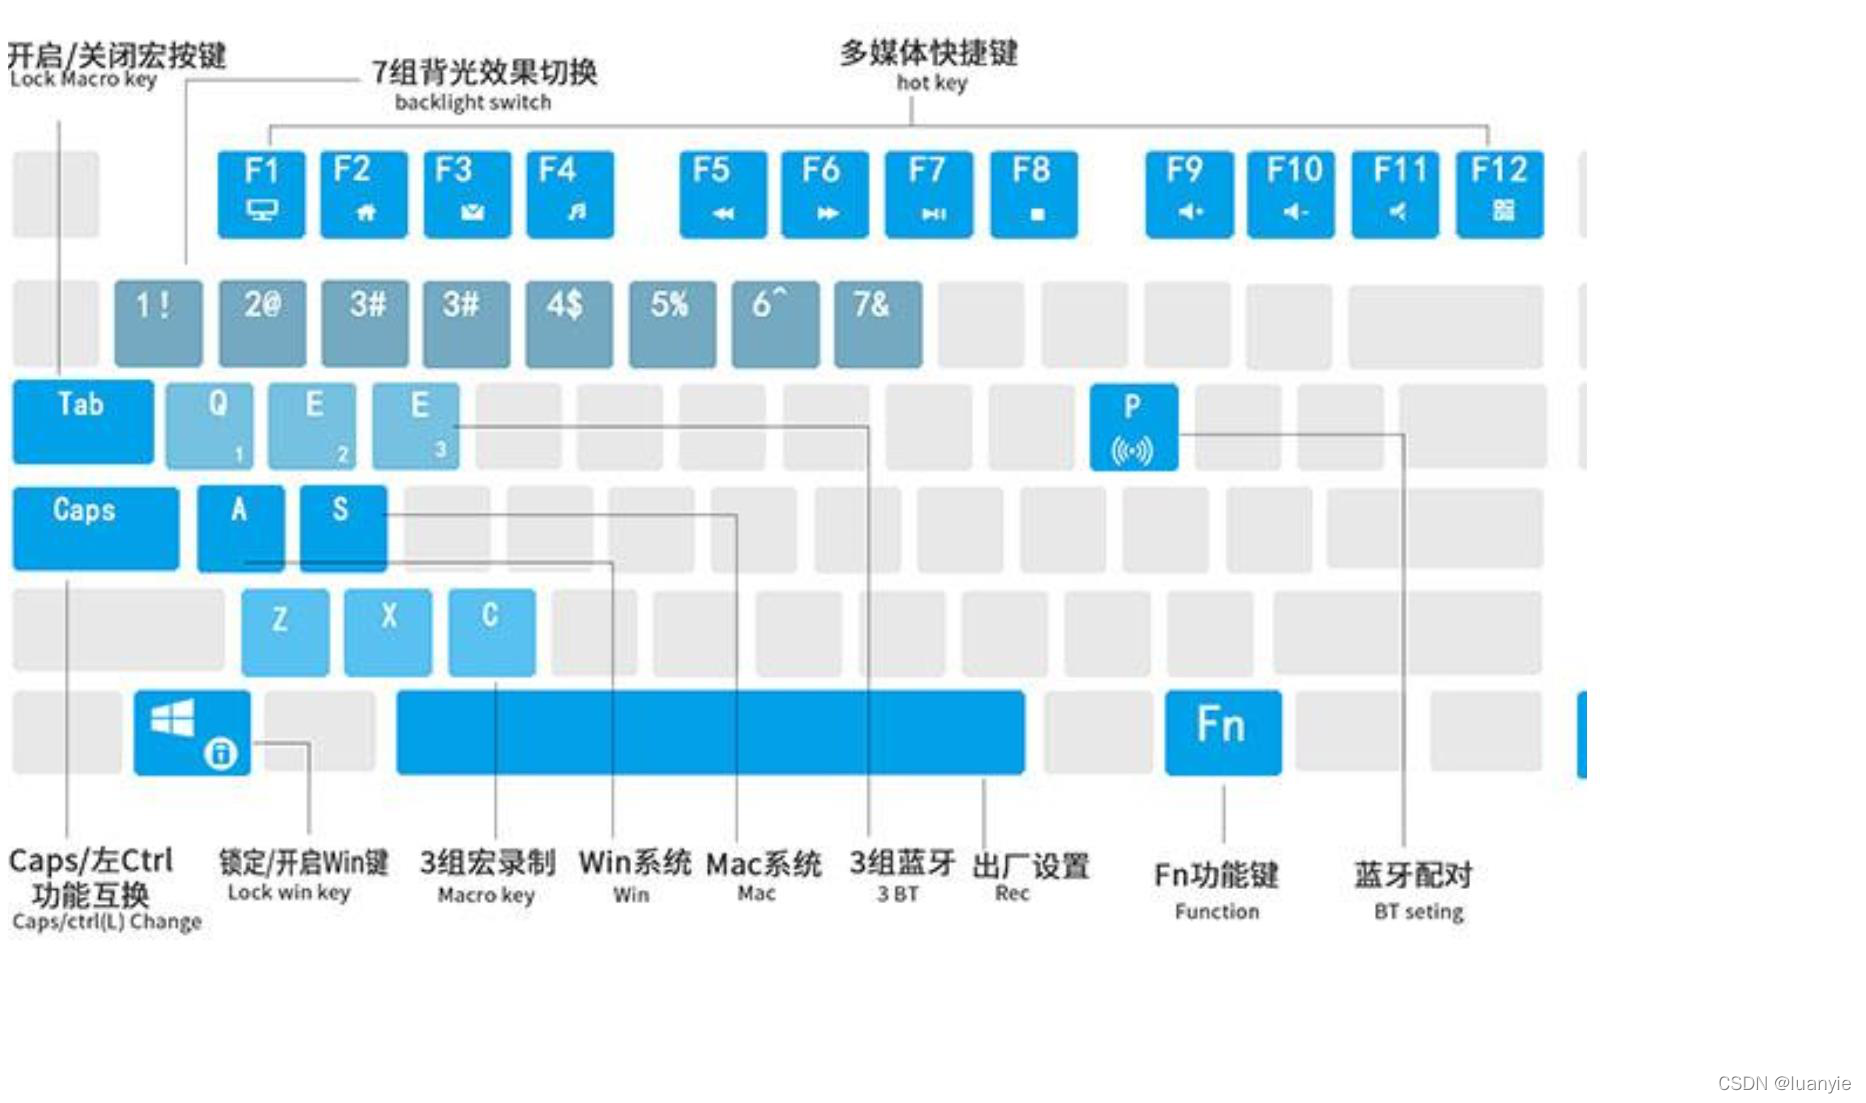 开启/关闭宏按键
Lock Macro key
7组背光效果切换
backlight switch
多媒体快捷键
hot key
F1 F2 F3 F4 F5 F6 F7 F8 F9 F10 F11 F12
1! 2@ 3# 3# 4$ 5% 6^ 7&
Tab Q 1 E 2 E 3 P
Caps A S
Z X C
Fn
Caps/左Ctrl
功能互换
Caps/ctrl(L) Change
锁定/开启Win键
Lock win key
3组宏录制
Macro key
Win系统
Win
Mac系统
Mac
3组蓝牙
3 BT
出厂设置
Rec
Fn功能键
Function
蓝牙配对
BT seting
CSDN @luanyie